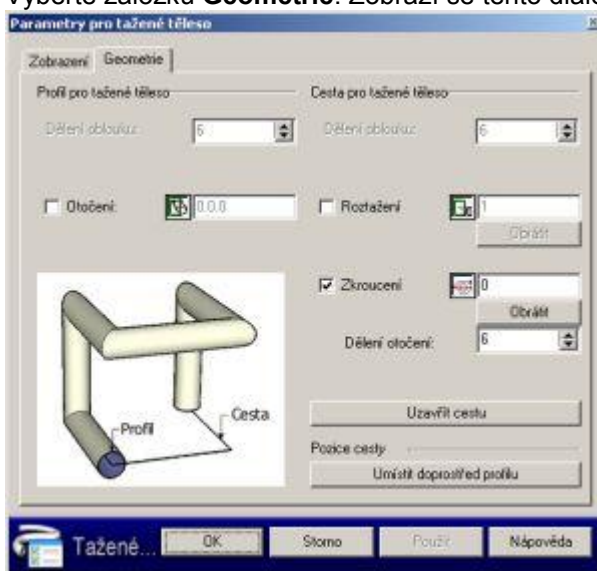 Vyberte záložku Geometrie. Zobrazí se tento
Parametry pro tažené těleso
Zobrazení Geometrie
Profil pro tažené těleso
Cesta pro tažené těleso
Dělení oblouku: 6
Dělení oblouku: 6
Otočení: 0.0.0
Roztažení 1
Obrátit
Zkroucení 0
Obrátit
Dělení otočení: 6
Profil
Cesta
Uzavřít cestu
Pozice cesty
Umístit doprostřed profilu
Tažené... OK Storno Použít Nápověda